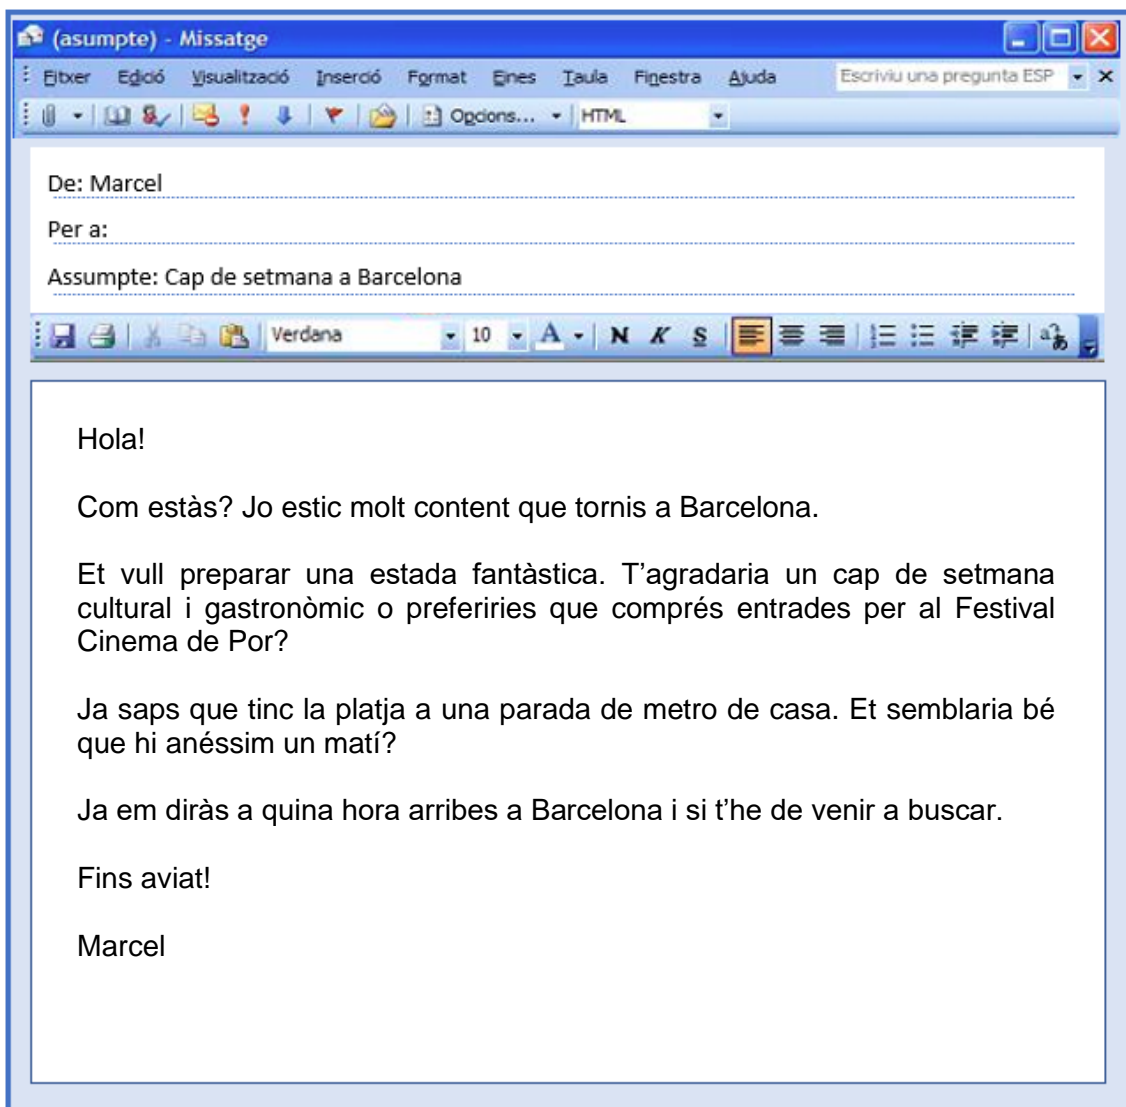 (asumpte) - Missatge
Fitxer Edició Visualització Inserció Format Eines Taula Finestra Ajuda Escriviu una pregunta ESP
Opcions... HTML
De: Marcel
Per a:
Assumpte: Cap de setmana a Barcelona
Verdana 10 A N K S
Hola!
Com estàs? Jo estic molt content que tornis a Barcelona.
Et vull preparar una estada fantàstica. T’agradaria un cap de setmana
cultural i gastronòmic o preferiries que comprés entrades per al Festival
Cinema de Por?
Ja saps que tinc la platja a una parada de metro de casa. Et semblaria bé
que hi anéssim un matí?
Ja em diràs a quina hora arribes a Barcelona i si t’he de venir a buscar.
Fins aviat!
Marcel